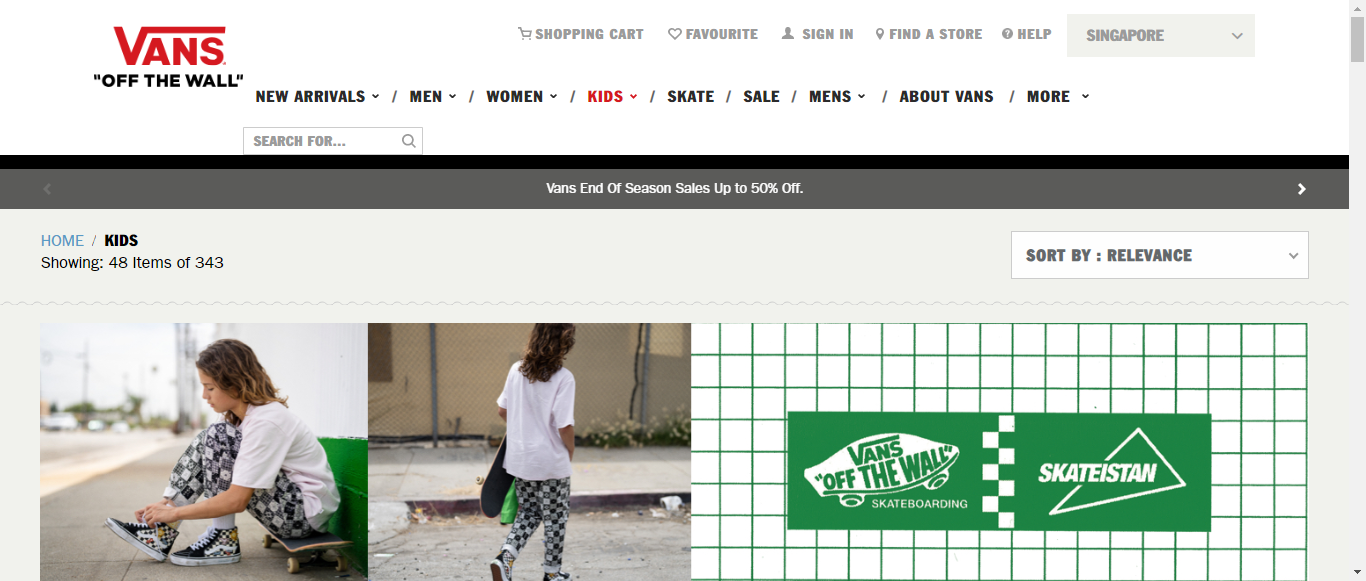 VANS
"OFF THE WALL"
SHOPPING CART
FAVOURITE
SIGN IN
FIND A STORE
HELP
SINGAPORE
NEW ARRIVALS / MEN / WOMEN / KIDS / SKATE / SALE / MENS / ABOUT VANS / MORE
SEARCH FOR...
Vans End Of Season Sales Up to 50% Off.
HOME / KIDS
Showing: 48 Items of 343
SORT BY : RELEVANCE
VANS
"OFF THE WALL"
SKATEBOARDING
SKATEISTAN